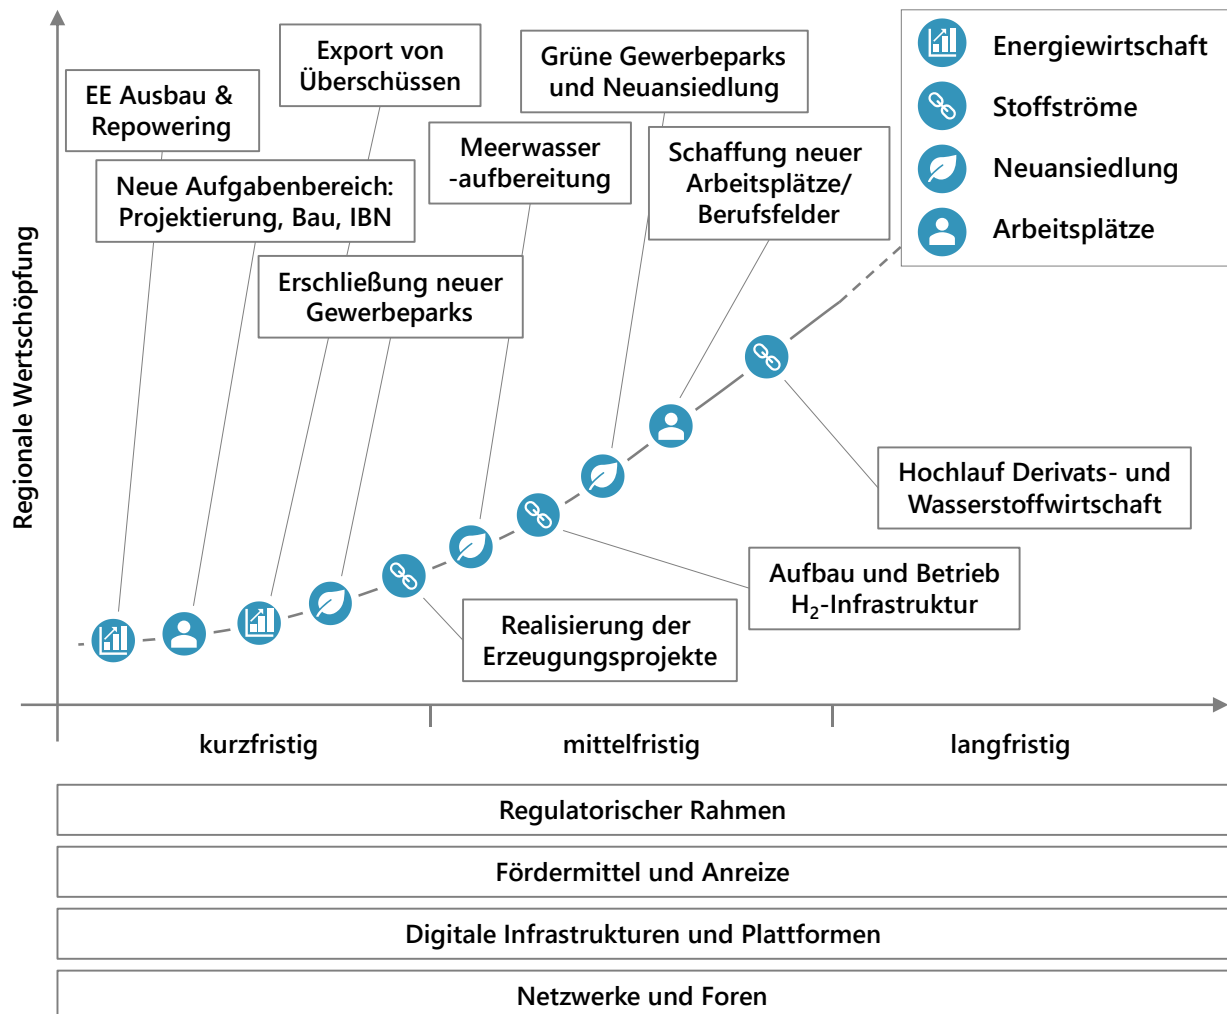 Export von
Überschüssen
Grüne Gewerbeparks
und Neuansiedlung
Energiewirtschaft
Stoffströme
Neuansiedlung
Arbeitsplätze
EE Ausbau &
Repowering
Meerwasser
-aufbereitung
Schaffung neuer
Arbeitsplätze/
Berufsfelder
Neue Aufgabenbereich:
Projektierung, Bau, IBN
Erschließung neuer
Gewerbeparks
Regionale Wertschöpfung
Hochlauf Derivats- und
Wasserstoffwirtschaft
Aufbau und Betrieb
H₂-Infrastruktur
Realisierung der
Erzeugungsprojekte
kurzfristig
mittelfristig
langfristig
Regulatorischer Rahmen
Fördermittel und Anreize
Digitale Infrastrukturen und Plattformen
Netzwerke und Foren